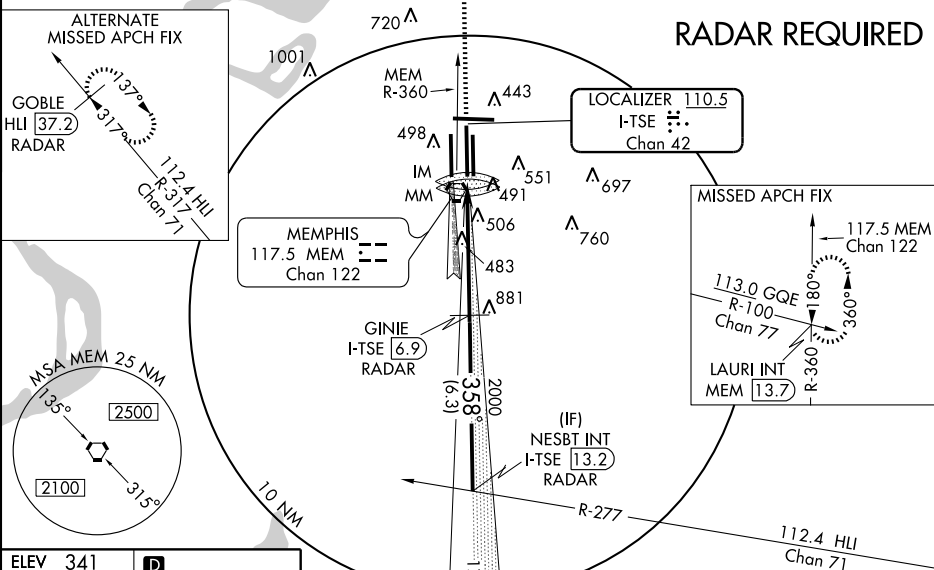 RADAR REQUIRED
ALTERNATE
MISSED APCH FIX
GOBLE
HLI 37.2
RADAR
137°
317°
112.4 HLI
R-317
Chan 71
720
1001
MEM
R-360
443
498
IM
MM
551
491
697
506
760
483
881
LOCALIZER 110.5
I-TSE
Chan 42
MEMPHIS
117.5 MEM
Chan 122
MISSED APCH FIX
117.5 MEM
Chan 122
180°
360°
113.0 GQE
R-100
Chan 77
LAURI INT
MEM 13.7
R-360
GINIE
I-TSE 6.9
RADAR
2000
358°
(6.3)
(IF)
NESBT INT
I-TSE 13.2
RADAR
MSA MEM 25 NM
135°
2500
2100
315°
10 NM
R-277
112.4 HLI
Chan 71
1
ELEV 341
D